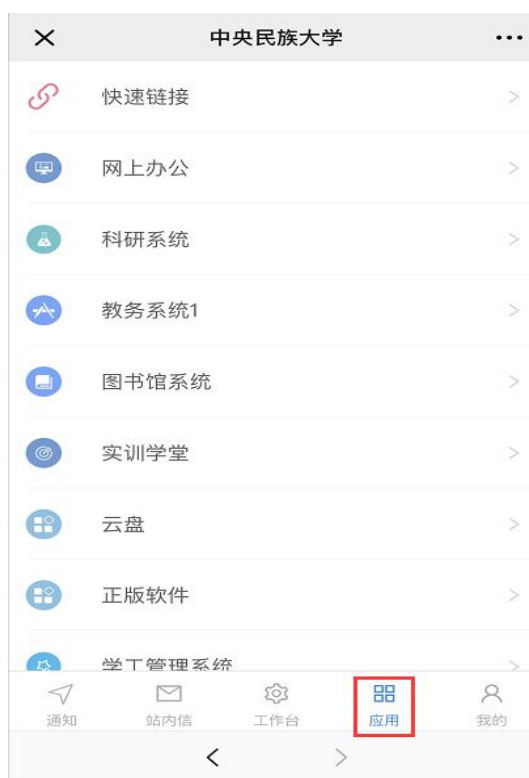 中央民族大学
快速链接
网上办公
科研系统
教务系统1
图书馆系统
实训学堂
云盘
正版软件
学工管理系统
通知 站内信 工作台 应用 我的